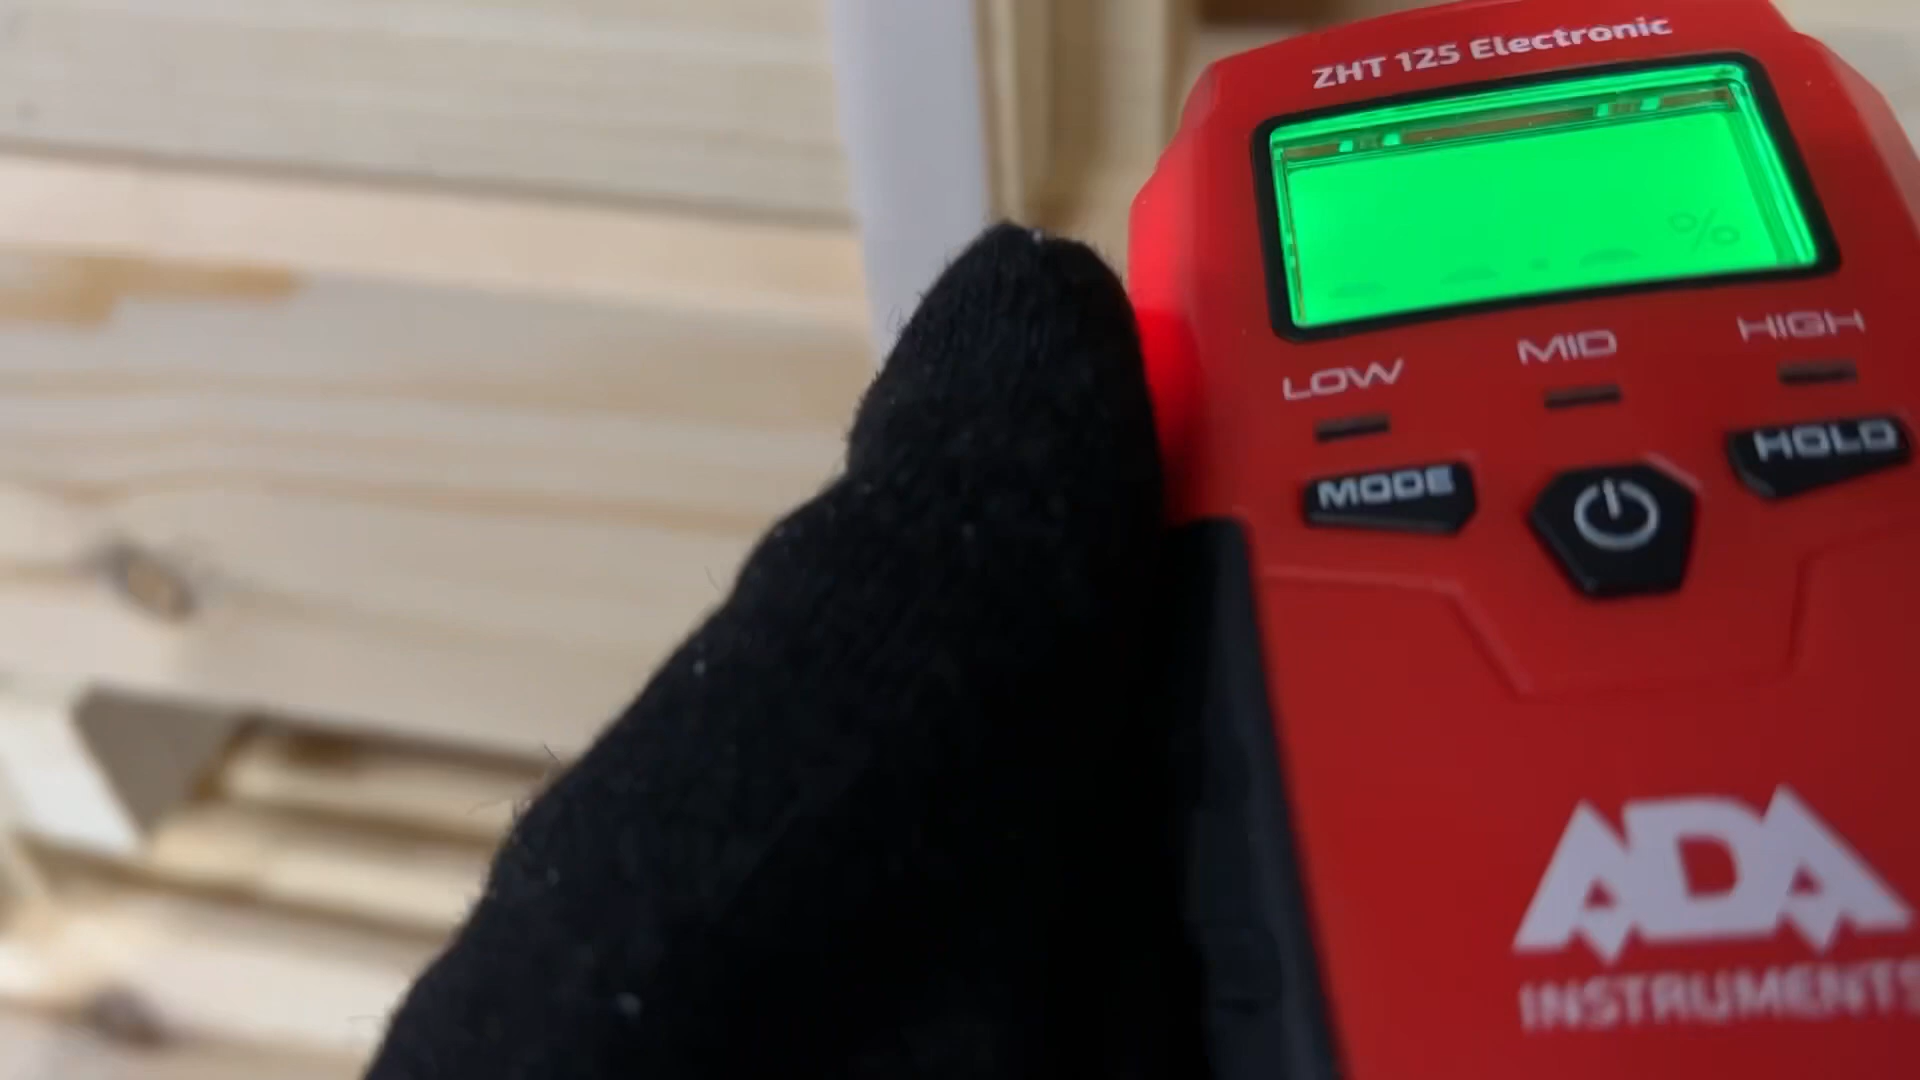 ZHT 125 Electronic
%
LOW MID HIGH
MODE HOLD
ADA
INSTRUMENTS